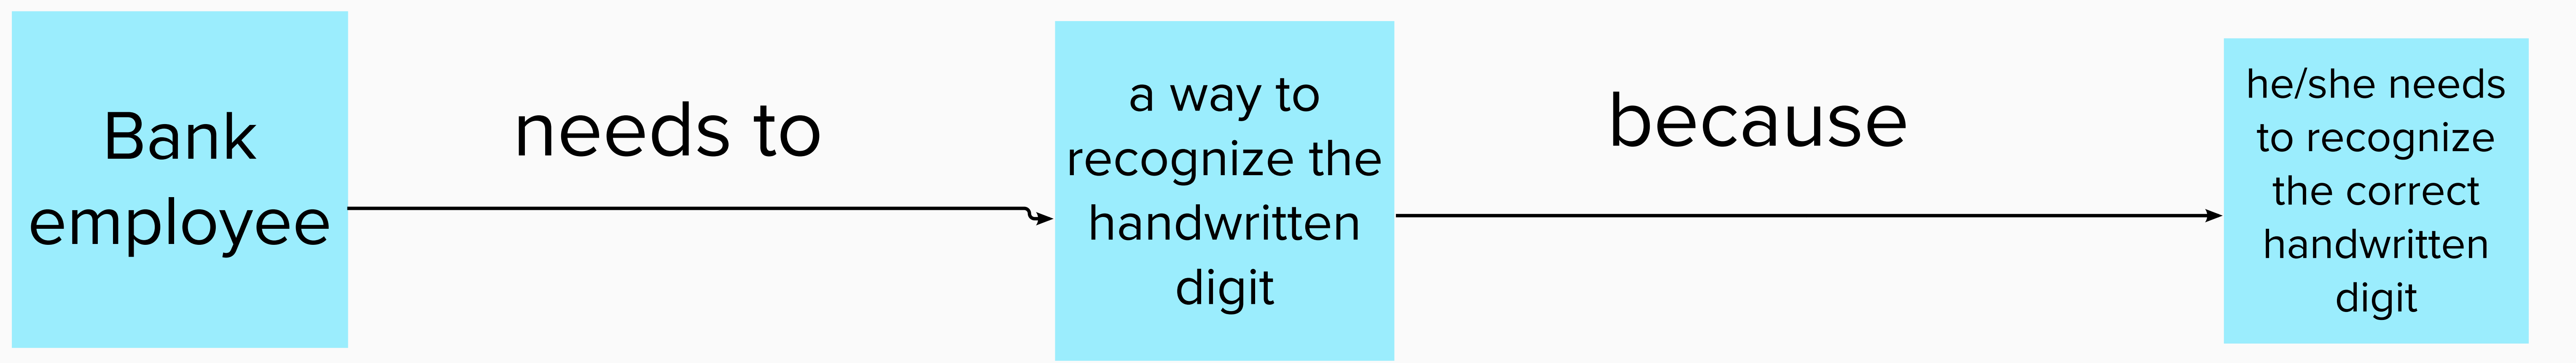 Bank
employee
needs to
a way to
recognize the
handwritten
digit
because
he/she needs
to recognize
the correct
handwritten
digit